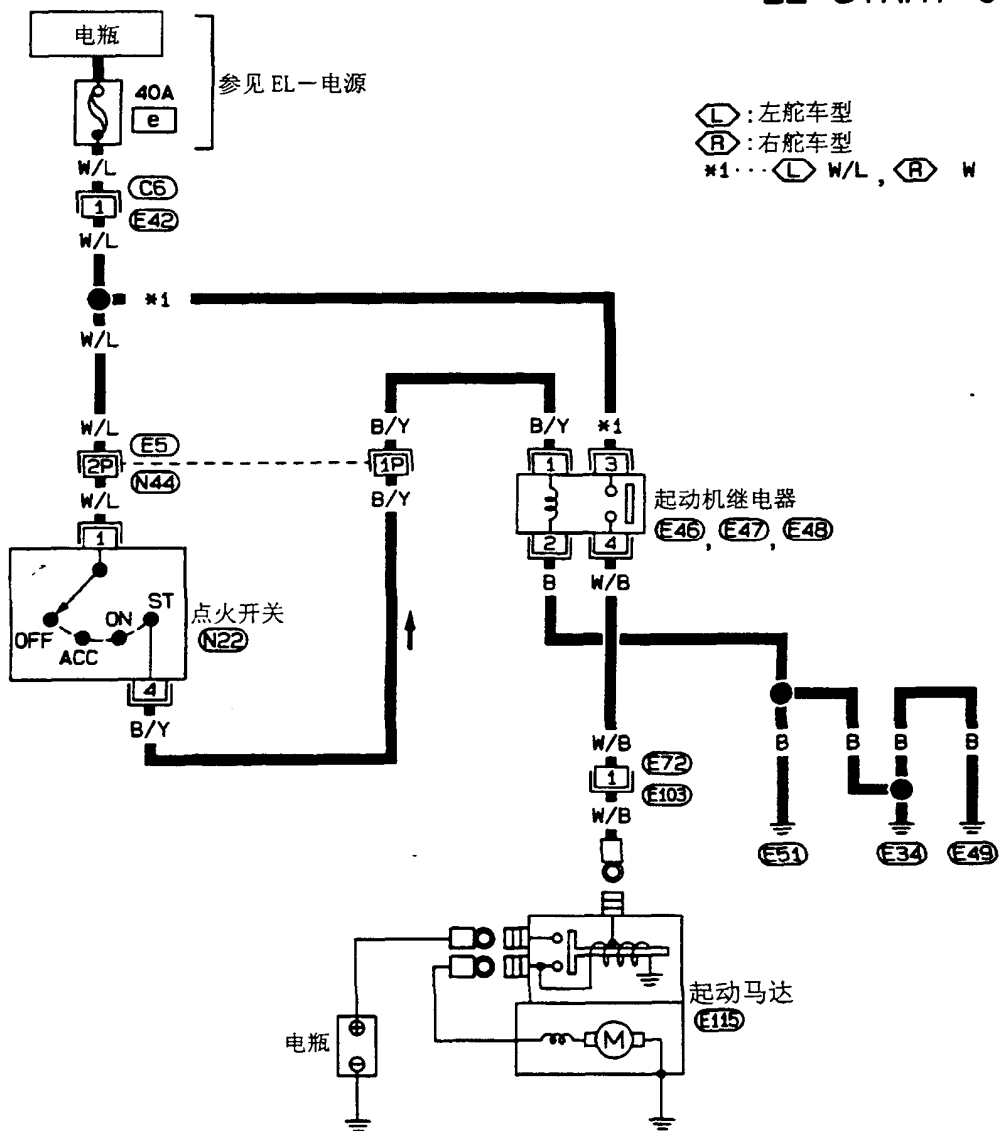 电瓶
40A
e
参见 EL－电源
L : 左舵车型
R : 右舵车型
*1··· L W/L , R W
W/L
1
C6
E42
W/L
*1
W/L
W/L
B/Y
B/Y
*1
2P
E5
N44
1P
1
3
W/L
B/Y
起动机继电器
E46 , E47 , E48
1
2
4
B
W/B
OFF
ACC
ON
ST
点火开关
N22
4
B/Y
W/B
B
B
B
B
1
E72
E103
W/B
E51
E34
E49
起动马达
E115
M
电瓶